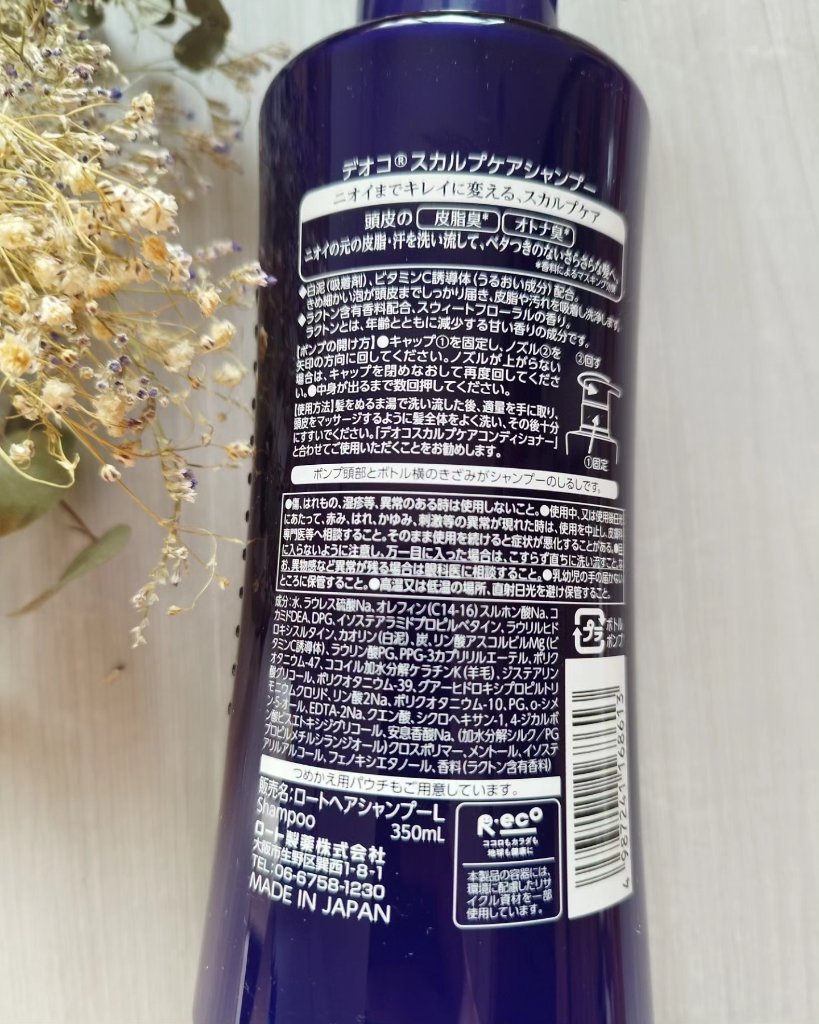 デオコ®スカルプケアシャンプー
ニオイまでキレイに変える、スカルプケア
頭皮の 皮脂臭* オトナ臭*
ニオイの元の皮脂・汗を洗い流して、ベタつきのないさらさらな髪へ。
*香料によるマスキング効果
◆白泥(吸着剤)、ビタミンC誘導体(うるおい成分)配合。
きめ細かい泡が頭皮までしっかり届き、皮脂や汚れを吸着し洗浄します。
◆ラクトン含有香料配合、スウィートフローラルの香り。
ラクトンとは、年齢とともに減少する甘い香りの成分です。
【ポンプの開け方】●キャップ①を固定し、ノズル②を
矢印の方向に回してください。ノズルが上がらない
場合は、キャップを閉めなおして再度回してくださ
い。●中身が出るまで数回押してください。
②回す
①固定
【使用方法】髪をぬるま湯で洗い流した後、適量を手に取り、
頭皮をマッサージするように髪全体をよく洗い、その後十分
にすすいでください。「デオコスカルプケアコンディショナー」
と合わせてご使用いただくことをお勧めします。
ポンプ頭部とボトル横のきざみがシャンプーのしるしです。
●傷、はれもの、湿疹等、異常のある時は使用しないこと。●使用中、又は使用後日光
にあたって、赤み、はれ、かゆみ、刺激等の異常が現れた時は、使用を中止し、皮膚科
専門医等へ相談すること。そのまま使用を続けると症状が悪化することがある。●目
に入らないように注意し、万一目に入った場合は、こすらず直ちに洗い流すこと。な
お、異物感など異常が残る場合は眼科医に相談すること。●乳幼児の手の届かない
ところに保管すること。●高温又は低温の場所、直射日光を避け保管すること。
成分:水、ラウレス硫酸Na、オレフィン(C14-16)スルホン酸Na、コ
カミドDEA、DPG、イソステアラミドプロピルベタイン、ラウリルヒド
ロキシスルタイン、カオリン(白泥)、炭、リン酸アスコルビルMg(ビ
タミンC誘導体)、ラウリン酸PG、PPG-3カプリリルエーテル、ポリク
オタニウム-47、ココイル加水分解ケラチンK(羊毛)、ジステアリン
酸グリコール、ポリクオタニウム-39、グアーヒドロキシプロピルトリ
モニウムクロリド、リン酸2Na、ポリクオタニウム-10、PG、o-シメ
ン-5-オール、EDTA-2Na、クエン酸、シクロヘキサン-1,4-ジカルボ
ン酸ビスエトキシジグリコール、安息香酸Na、(加水分解シルク/PG
プロピルメチルシランジオール)クロスポリマー、メントール、イソステ
アリルアルコール、フェノキシエタノール、香料(ラクトン含有香料)
プラ
ボトル
ポンプ
つめかえ用パウチもご用意しています。
販売名:ロートヘアシャンプーL
Shampoo 350mL
ロート製薬株式会社
大阪市生野区巽西1-8-1
TEL:06-6758-1230
MADE IN JAPAN
R・eco
ココロもカラダも
地球も健康に
本製品の容器には、
環境に配慮したリサ
イクル資材を一部
使用しています。
4 987241 168613